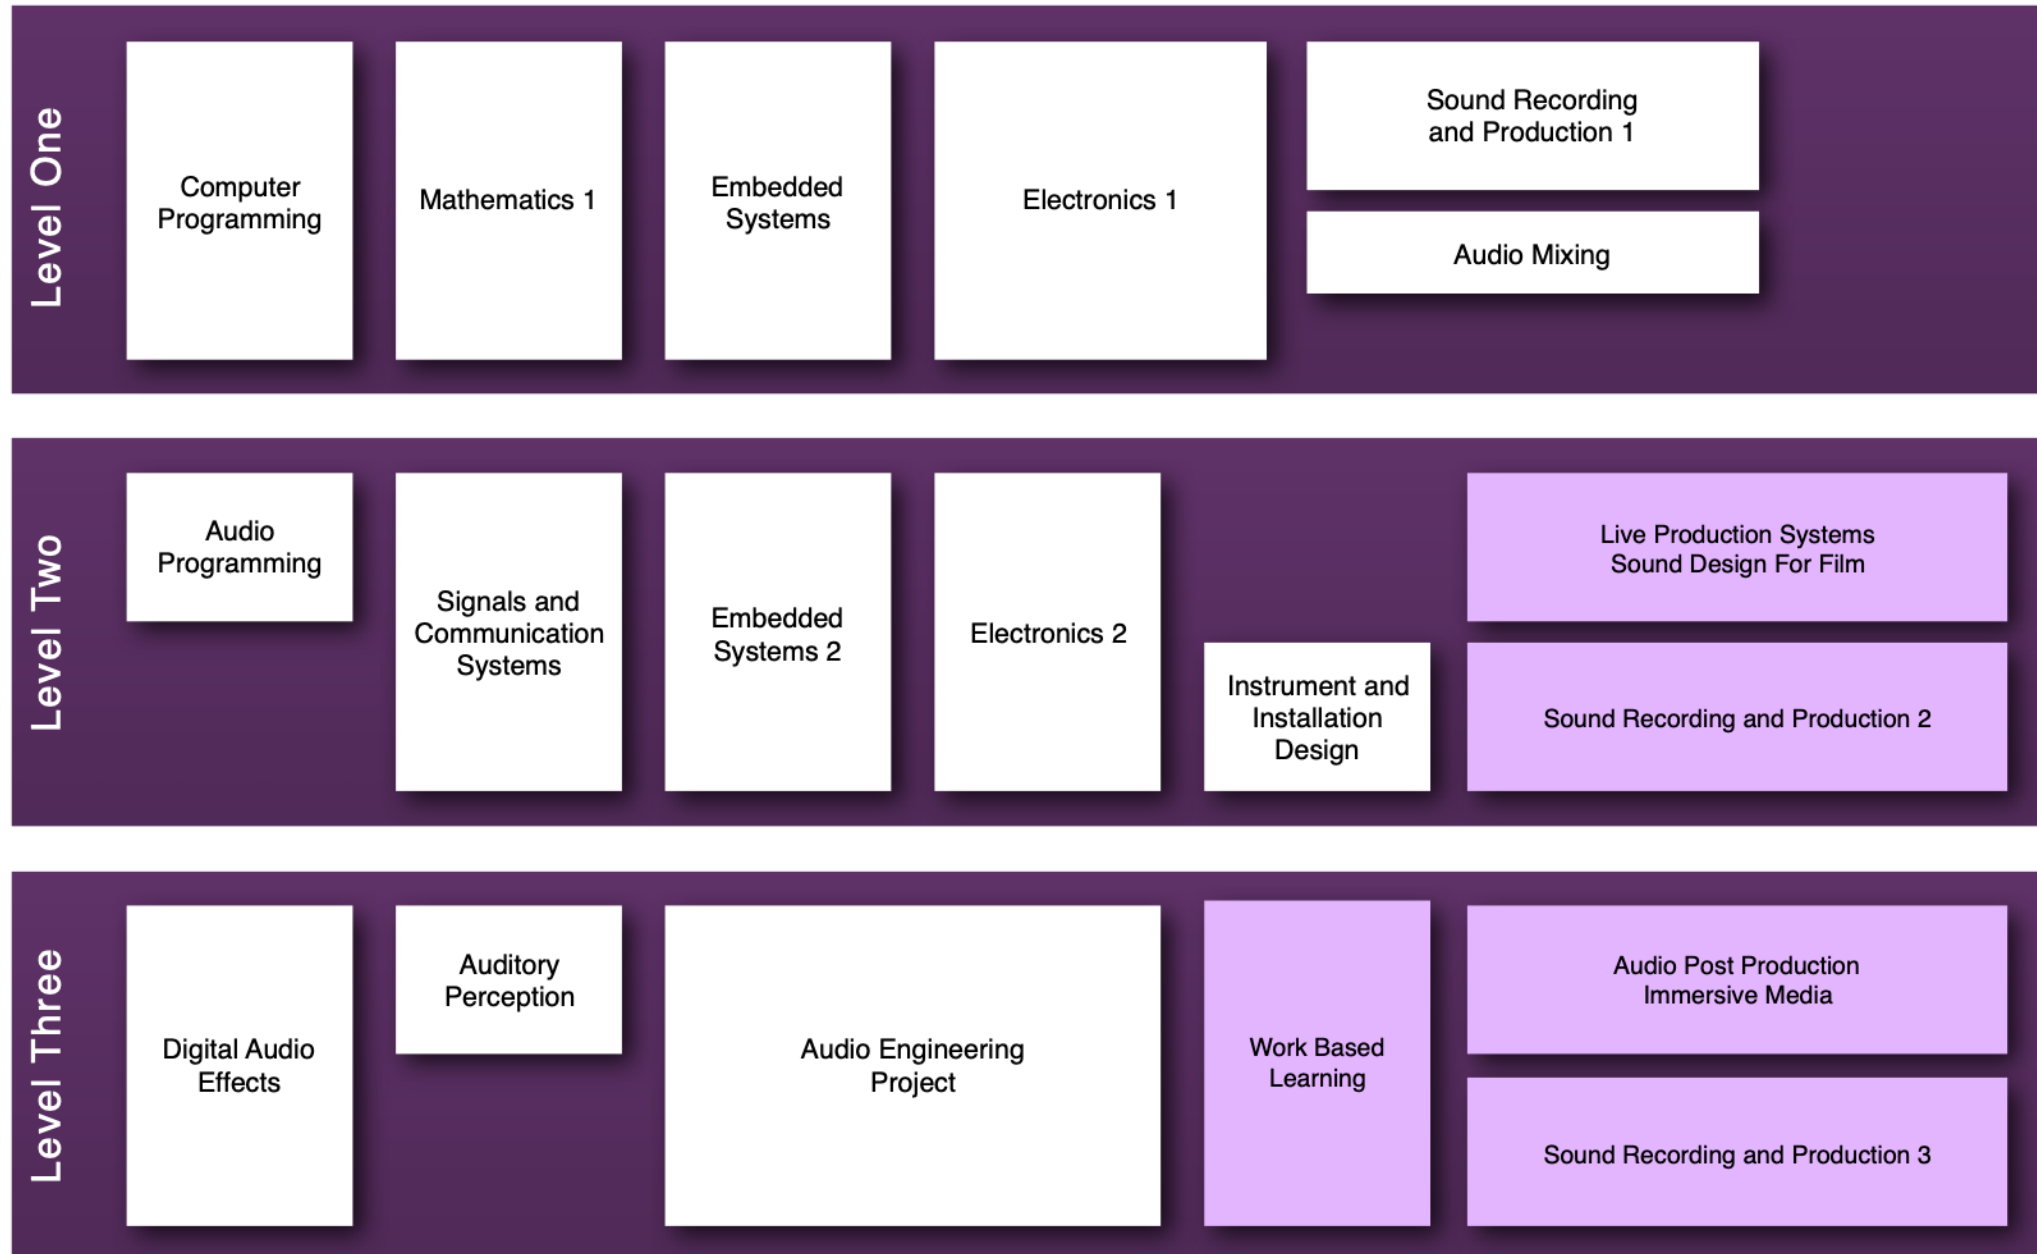 Level One
Computer
Programming
Mathematics 1
Embedded
Systems
Electronics 1
Sound Recording
and Production 1
Audio Mixing
Level Two
Audio
Programming
Signals and
Communication
Systems
Embedded
Systems 2
Electronics 2
Instrument and
Installation
Design
Live Production Systems
Sound Design For Film
Sound Recording and Production 2
Level Three
Digital Audio
Effects
Auditory
Perception
Audio Engineering
Project
Work Based
Learning
Audio Post Production
Immersive Media
Sound Recording and Production 3